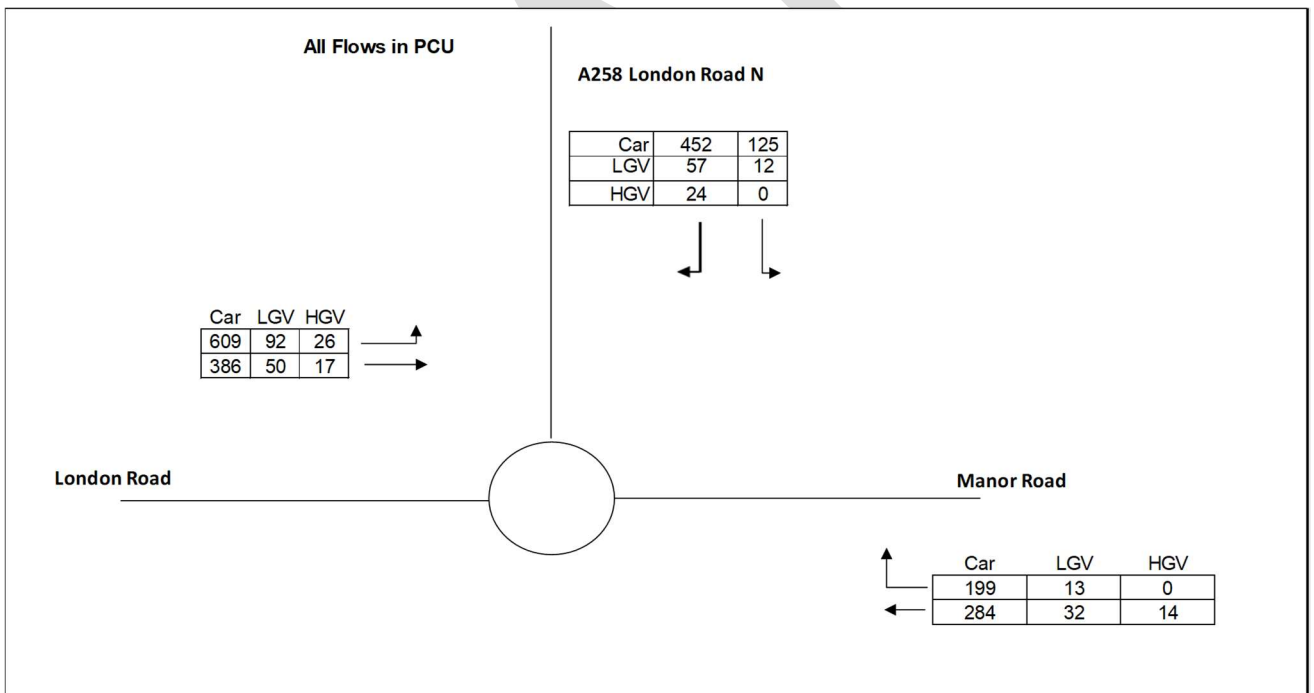 All Flows in PCU
A258 London Road N
Car 452 125
LGV 57 12
HGV 24 0
Car LGV HGV
609 92 26
386 50 17
London Road
Manor Road
Car LGV HGV
199 13 0
284 32 14